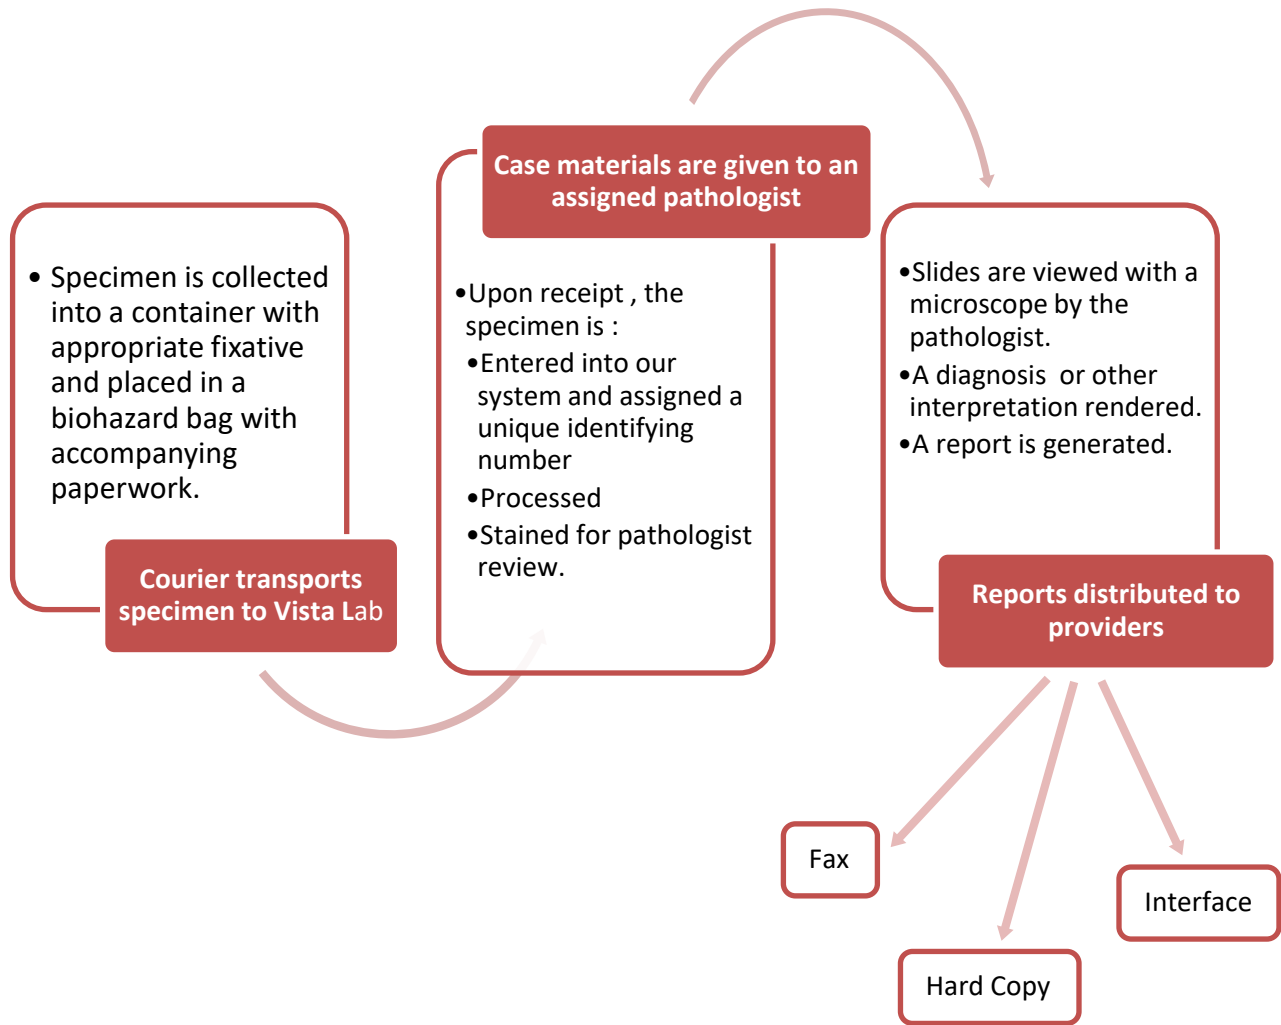 • Specimen is collected
into a container with
appropriate fixative
and placed in a
biohazard bag with
accompanying
paperwork.
Courier transports
specimen to Vista Lab
Case materials are given to an
assigned pathologist
•Upon receipt , the
specimen is :
•Entered into our
system and assigned a
unique identifying
number
•Processed
•Stained for pathologist
review.
•Slides are viewed with a
microscope by the
pathologist.
•A diagnosis  or other
interpretation rendered.
•A report is generated.
Reports distributed to
providers
Fax
Hard Copy
Interface